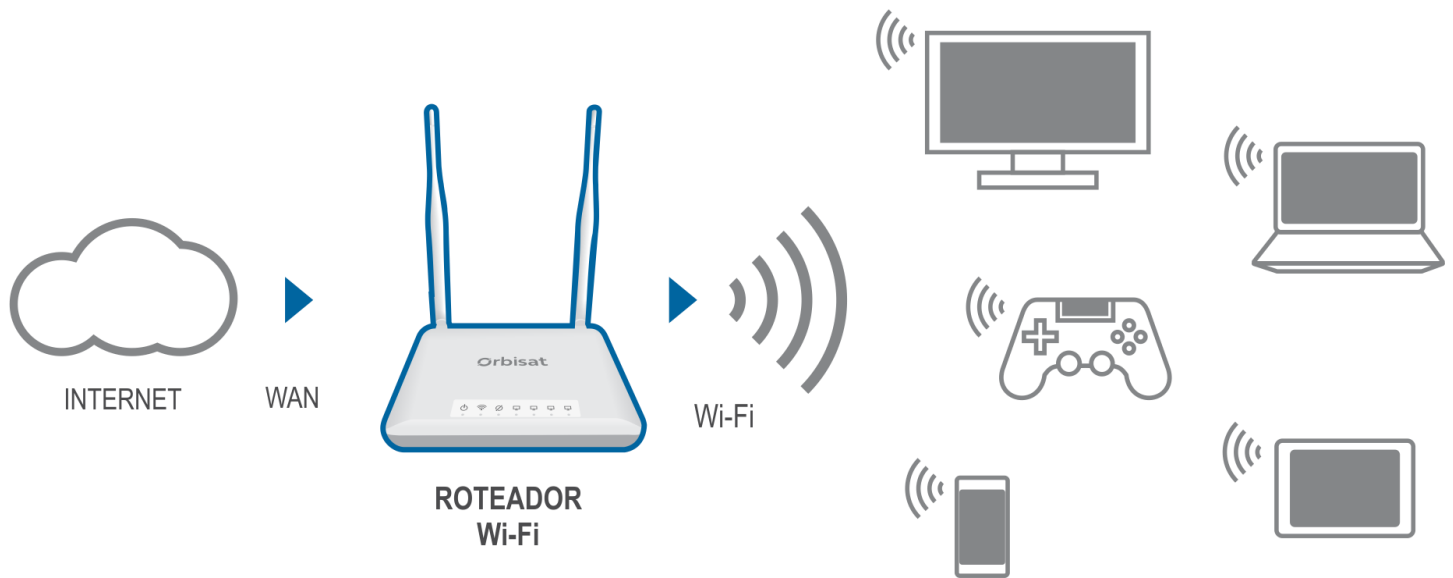 INTERNET
WAN
Orbisat
ROTEADOR
Wi-Fi
Wi-Fi